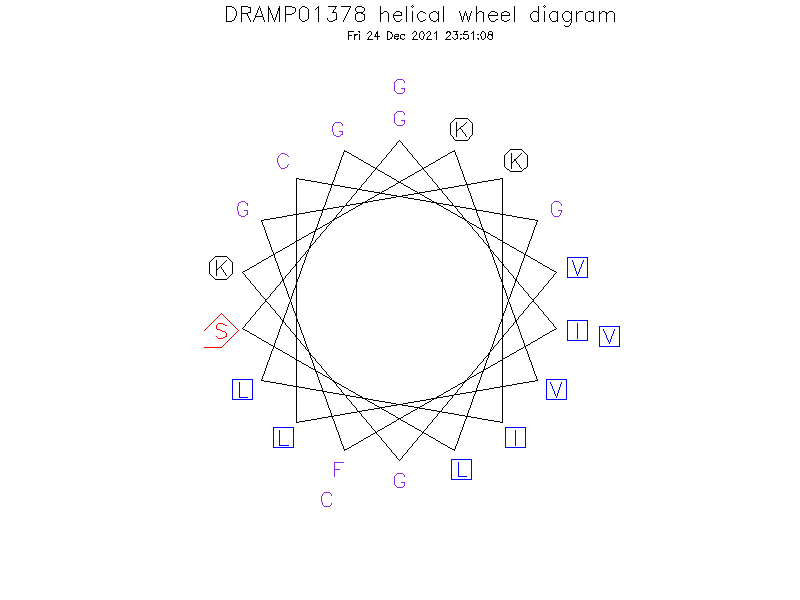 DRAMP01378 helical wheel diagram
Fri 24 Dec 2021 23:51:08
G
G
G K
C K
G G
K V
S I V
L V
L I
F G L
C